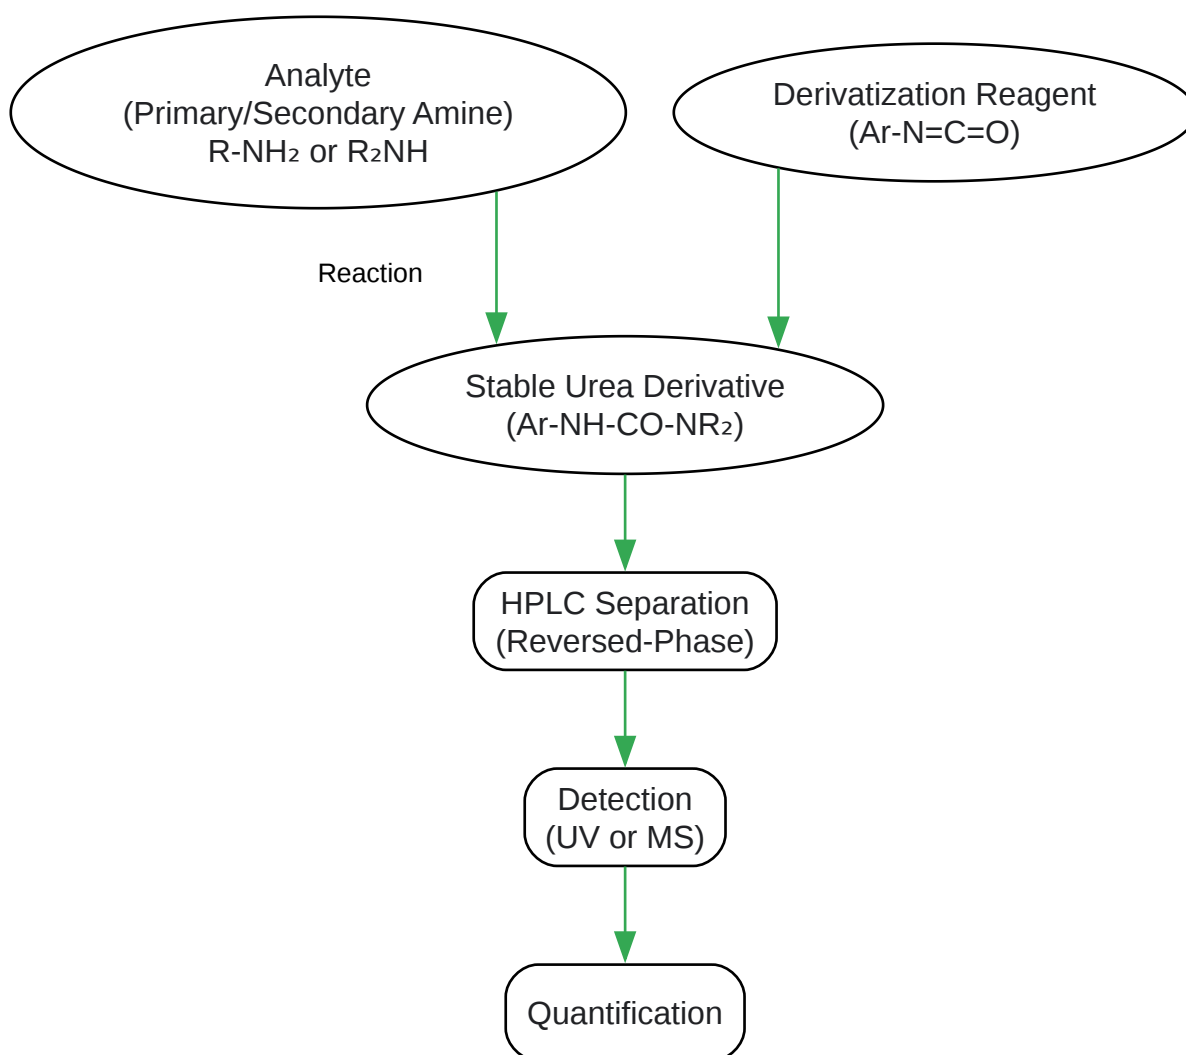 Analyte
(Primary/Secondary Amine)
R-NH₂ or R₂NH
Derivatization Reagent
(Ar-N=C=O)
Reaction
Stable Urea Derivative
(Ar-NH-CO-NR₂)
HPLC Separation
(Reversed-Phase)
Detection
(UV or MS)
Quantification